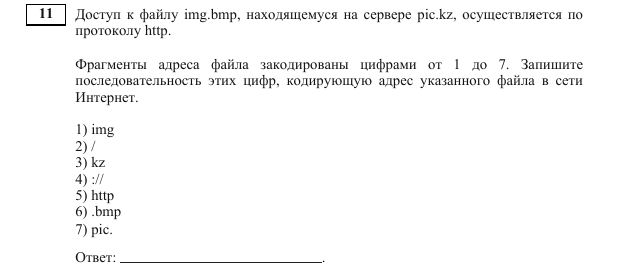 11
Доступ к файлу img.bmp, находящемуся на сервере pic.kz, осуществляется по
протоколу http.
Фрагменты адреса файла закодированы цифрами от 1 до 7. Запишите
последовательность этих цифр, кодирующую адрес указанного файла в сети
Интернет.
1) img
2) /
3) kz
4) ://
5) http
6) .bmp
7) pic.
Ответ: ______________________________.